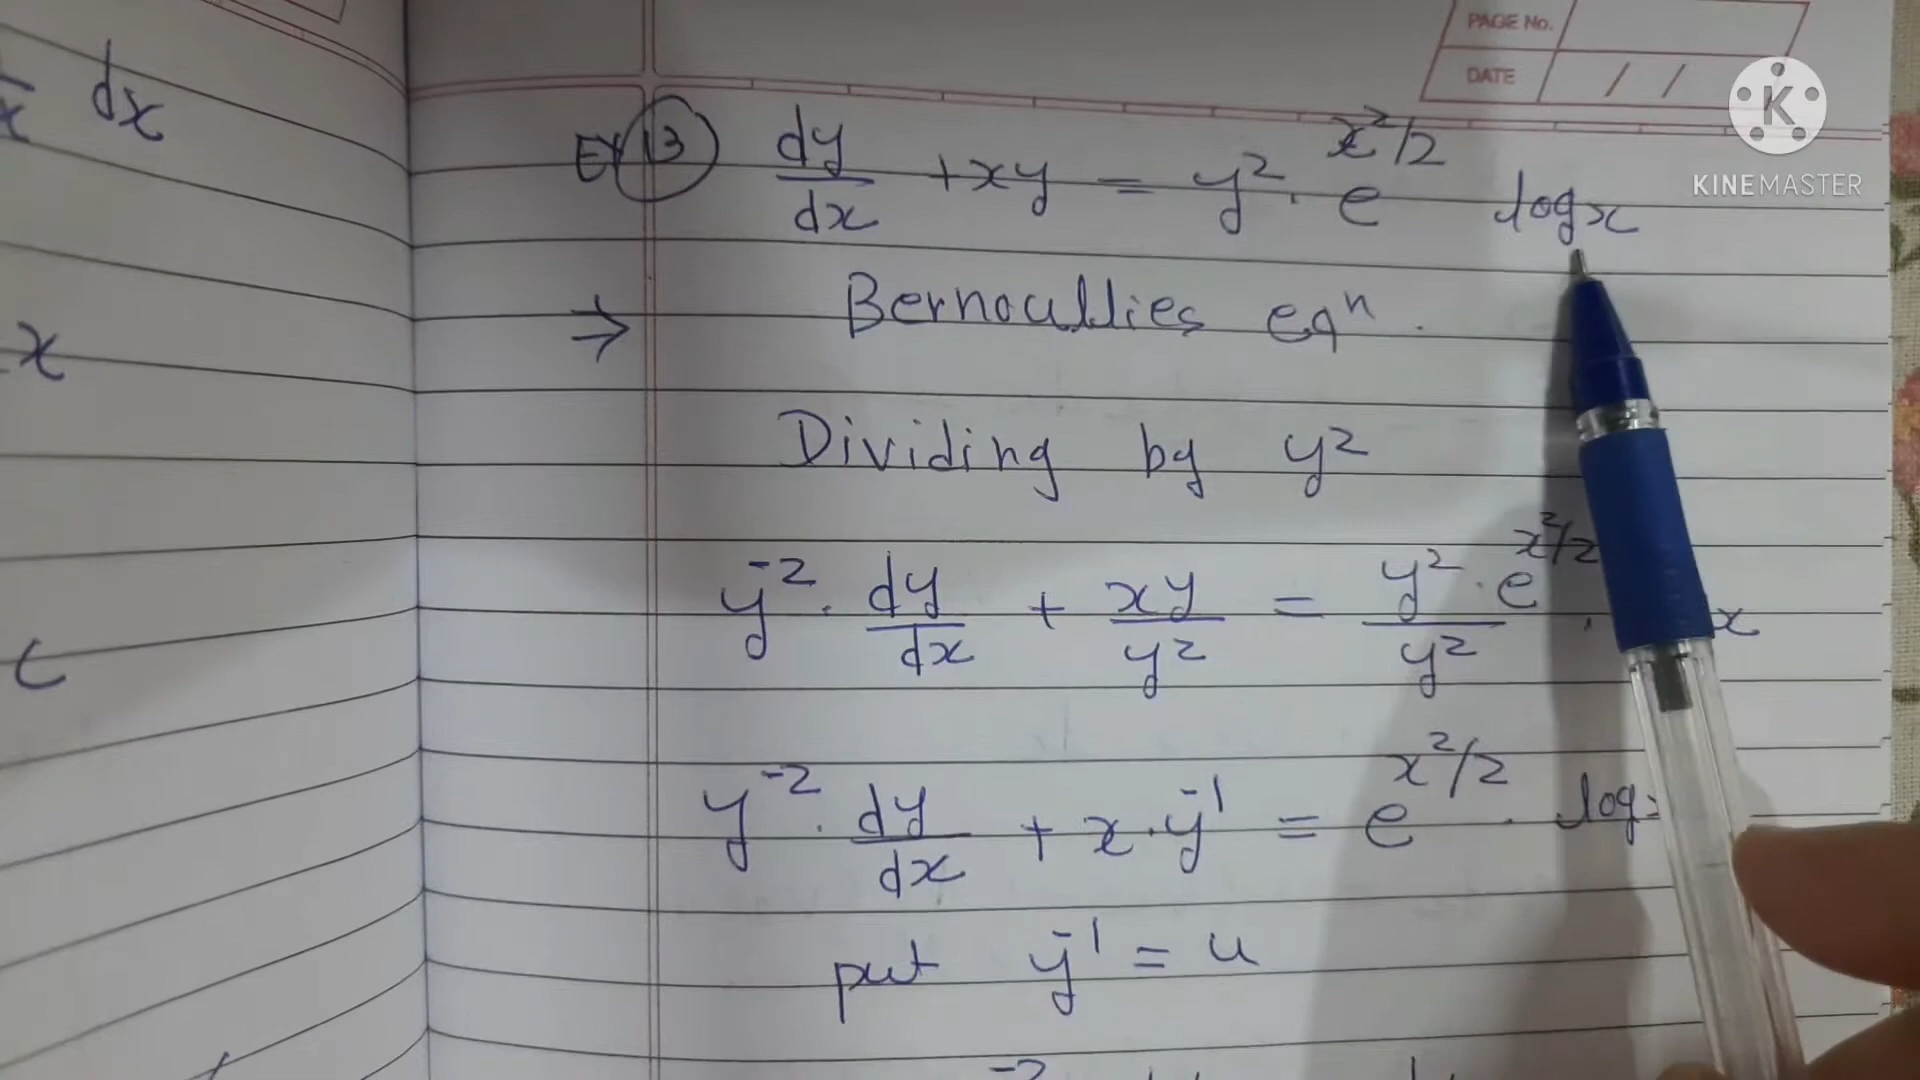 PAGE No.
DATE / /
KINEMASTER
dx
x
c
Ex 13 dy/dx + xy = y² · e^(x²/2) log x
⇒ Bernoullies eqⁿ.
Dividing by y²
y⁻² · dy/dx + xy/y² = y² · e^(x²/2)/y² · x
y⁻² · dy/dx + x · y⁻¹ = e^(x²/2) · log
put y⁻¹ = u